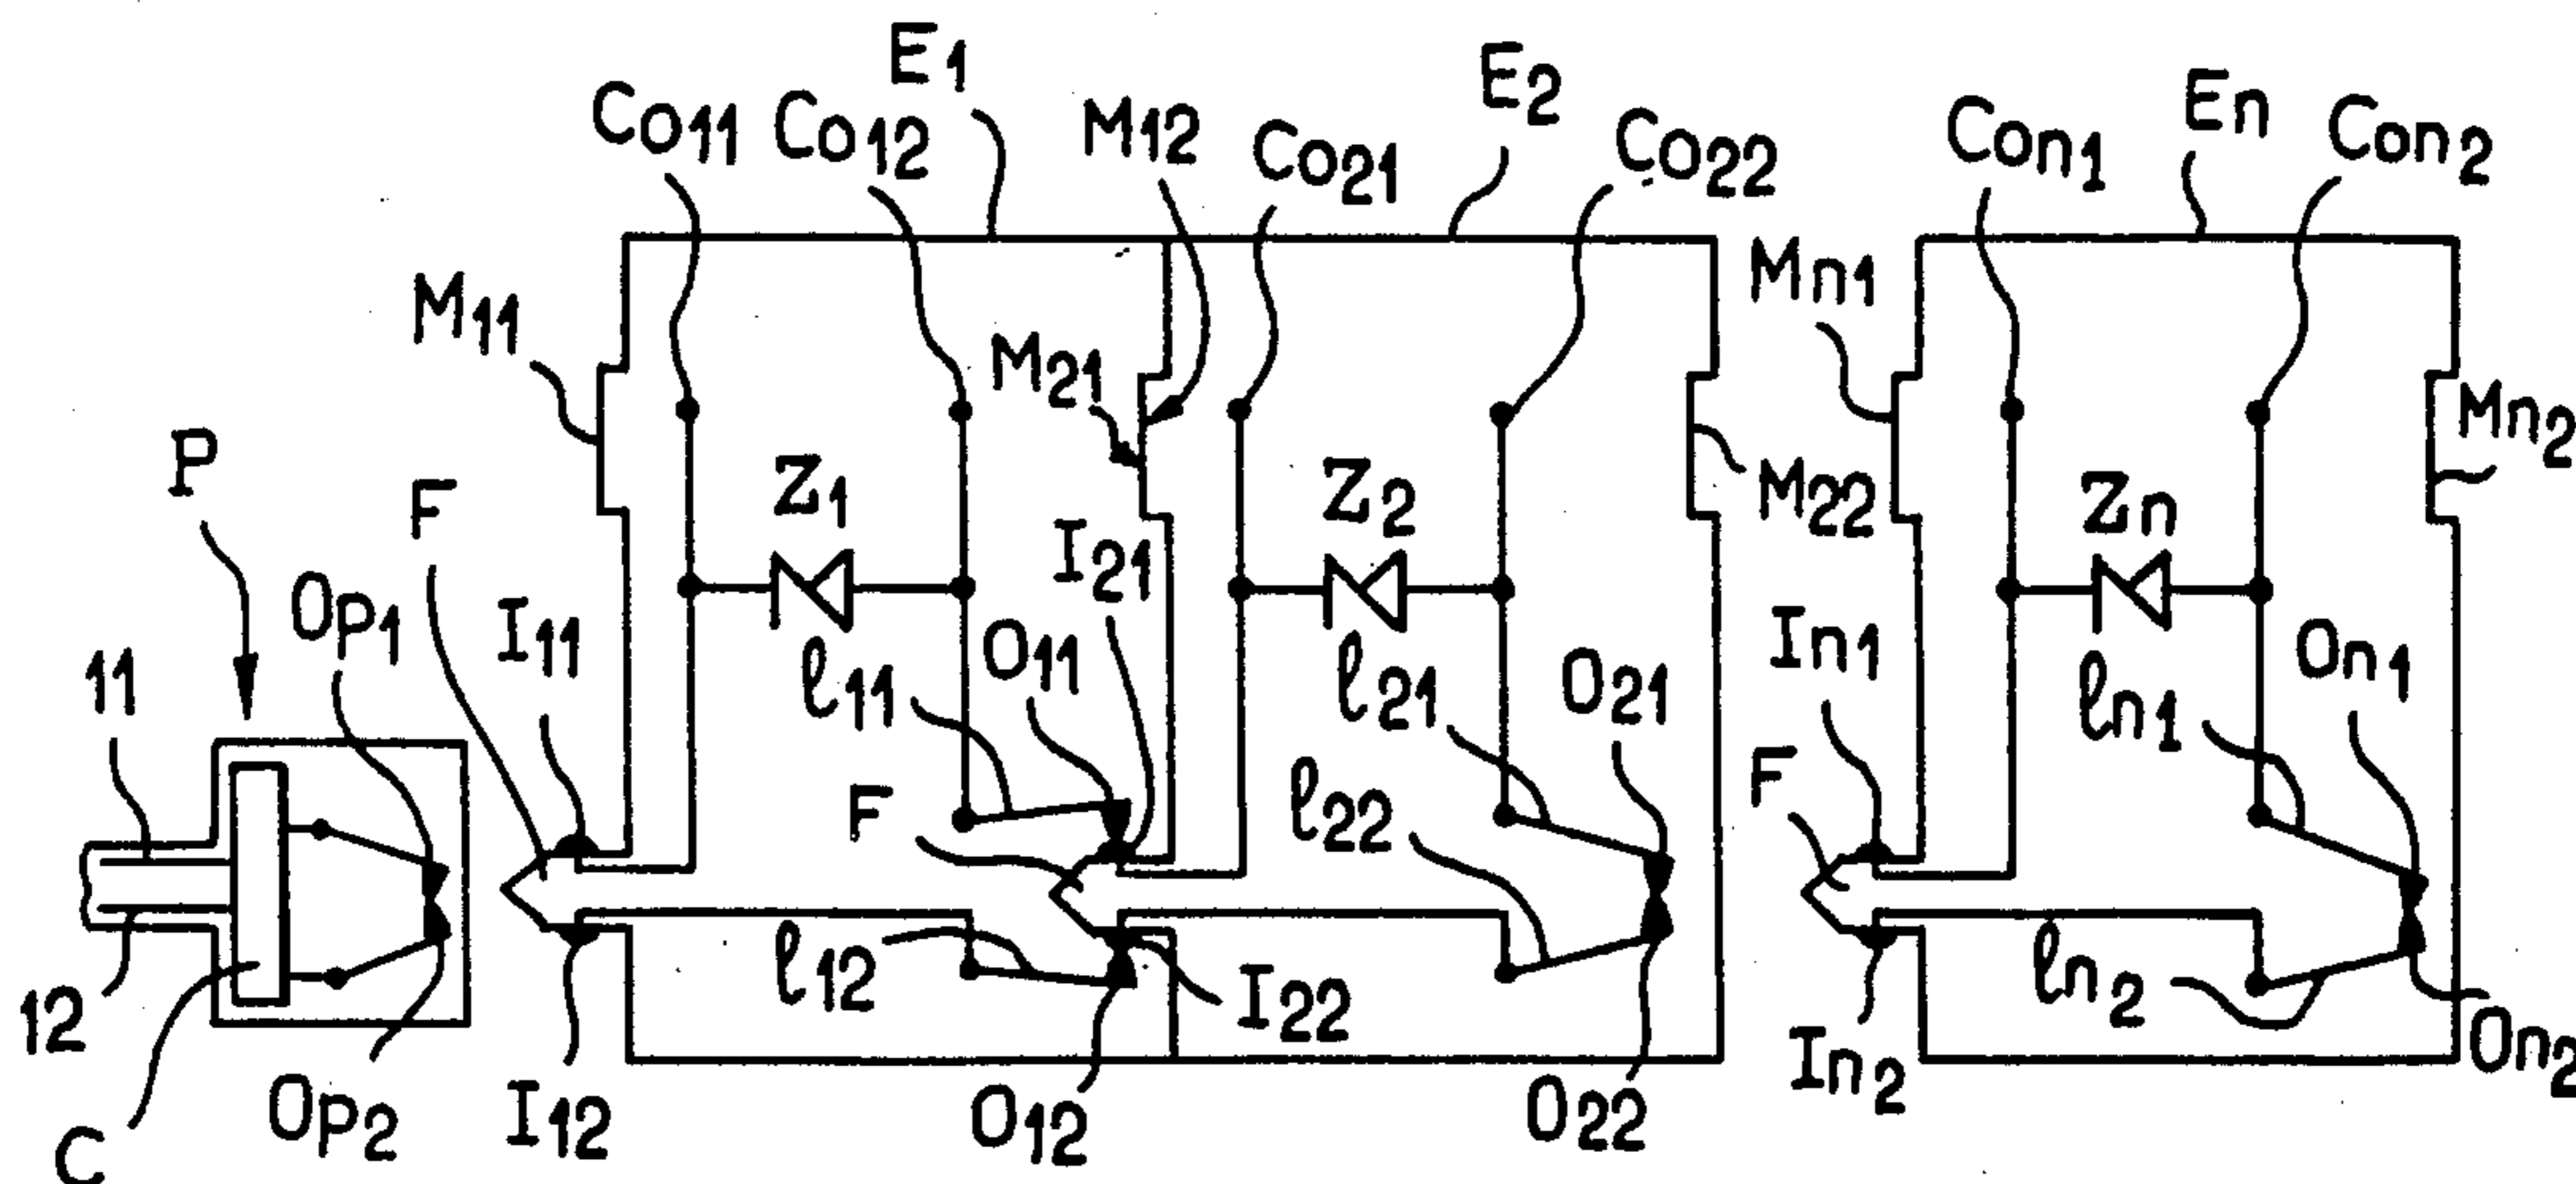 E1
E2
En
Co11
Co12
M12
Co21
Co22
Con1
Con2
M11
M21
Mn1
Mn2
M22
P
F
Z1
Z2
Zn
I21
Op1
I11
O11
In1
On1
11
l11
l21
O21
ln1
F
l22
F
12
l12
I22
ln2
On2
C
Op2
I12
O12
O22
In2